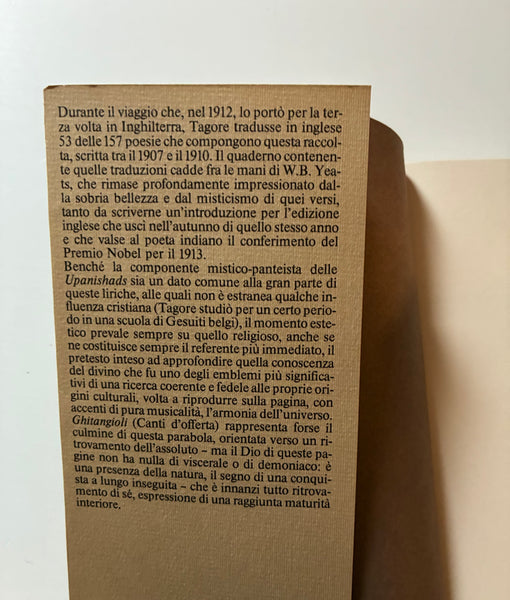 Durante il viaggio che, nel 1912, lo portò per la ter-
za volta in Inghilterra, Tagore tradusse in inglese
53 delle 157 poesie che compongono questa raccol-
ta, scritta tra il 1907 e il 1910. Il quaderno contenen-
te quelle traduzioni cadde fra le mani di W.B. Yea-
ts, che rimase profondamente impressionato dal-
la sobria bellezza e dal misticismo di quei versi,
tanto da scriverne un'introduzione per l'edizione
inglese che uscì nell'autunno di quello stesso anno
e che valse al poeta indiano il conferimento del
Premio Nobel per il 1913.
Benché la componente mistico-panteista delle
Upanishads sia un dato comune alla gran parte di
queste liriche, alle quali non è estranea qualche in-
fluenza cristiana (Tagore studiò per un certo perio-
do in una scuola di Gesuiti belgi), il momento este-
tico prevale sempre su quello religioso, anche se
ne costituisce sempre il referente più immediato, il
pretesto inteso ad approfondire quella conoscenza
del divino che fu uno degli emblemi più significa-
tivi di una ricerca coerente e fedele alle proprie ori-
gini culturali, volta a riprodurre sulla pagina, con
accenti di pura musicalità, l'armonia dell'universo.
Ghitangioli (Canti d'offerta) rappresenta forse il
culmine di questa parabola, orientata verso un ri-
trovamento dell'assoluto – ma il Dio di queste pa-
gine non ha nulla di viscerale o di demoniaco: è
una presenza della natura, il segno di una conqui-
sta a lungo inseguita – che è innanzi tutto ritrova-
mento di sé, espressione di una raggiunta maturità
interiore.